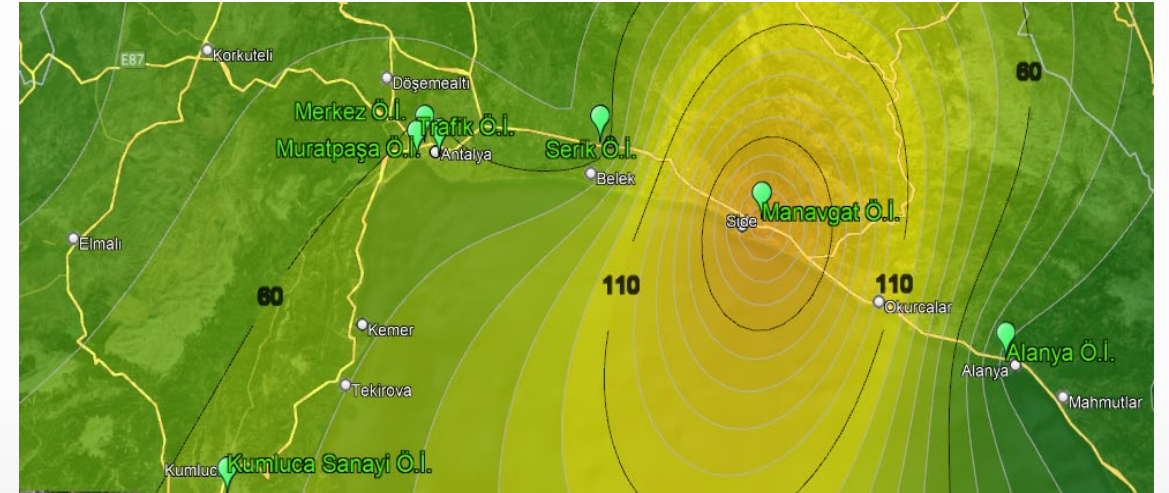 60
E87
Korkuteli
Döşemealtı
Merkez Ö.İ.
Trafik Ö.İ.
Muratpaşa Ö.İ.
Antalya
Serik Ö.İ.
Belek
Manavgat Ö.İ.
Side
Elmalı
60
110
110
Okurcalar
Kemer
Alanya Ö.İ.
Alanya
Tekirova
Mahmutlar
Kumluc
Kumluca Sanayi Ö.İ.